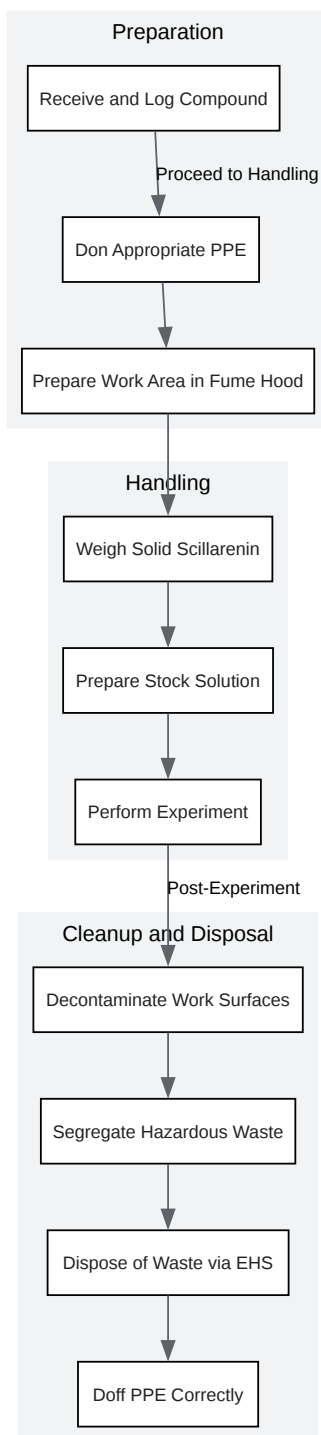 Preparation
Receive and Log Compound
Proceed to Handling
Don Appropriate PPE
Prepare Work Area in Fume Hood
Handling
Weigh Solid Scillarenin
Prepare Stock Solution
Perform Experiment
Post-Experiment
Cleanup and Disposal
Decontaminate Work Surfaces
Segregate Hazardous Waste
Dispose of Waste via EHS
Doff PPE Correctly